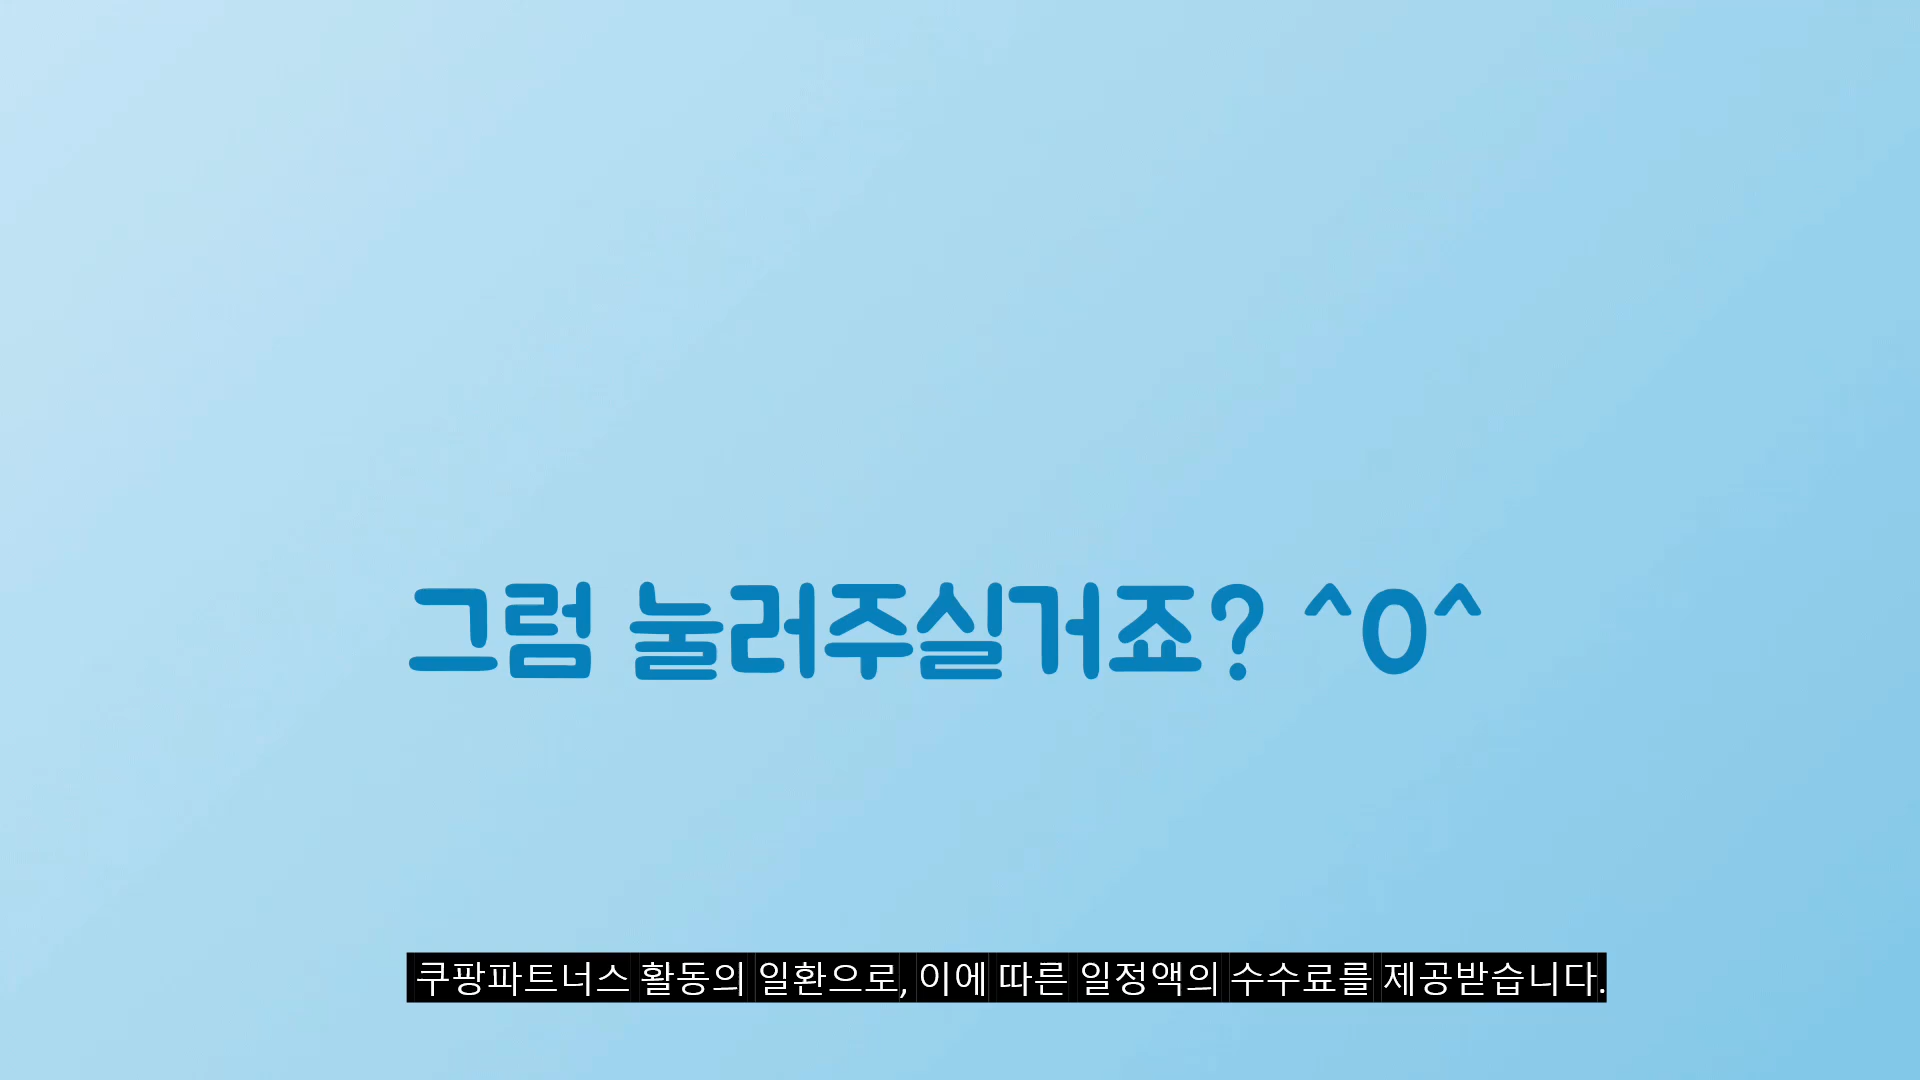 그럼 눌러주실거죠? ^0^
쿠팡파트너스 활동의 일환으로, 이에 따른 일정액의 수수료를 제공받습니다.